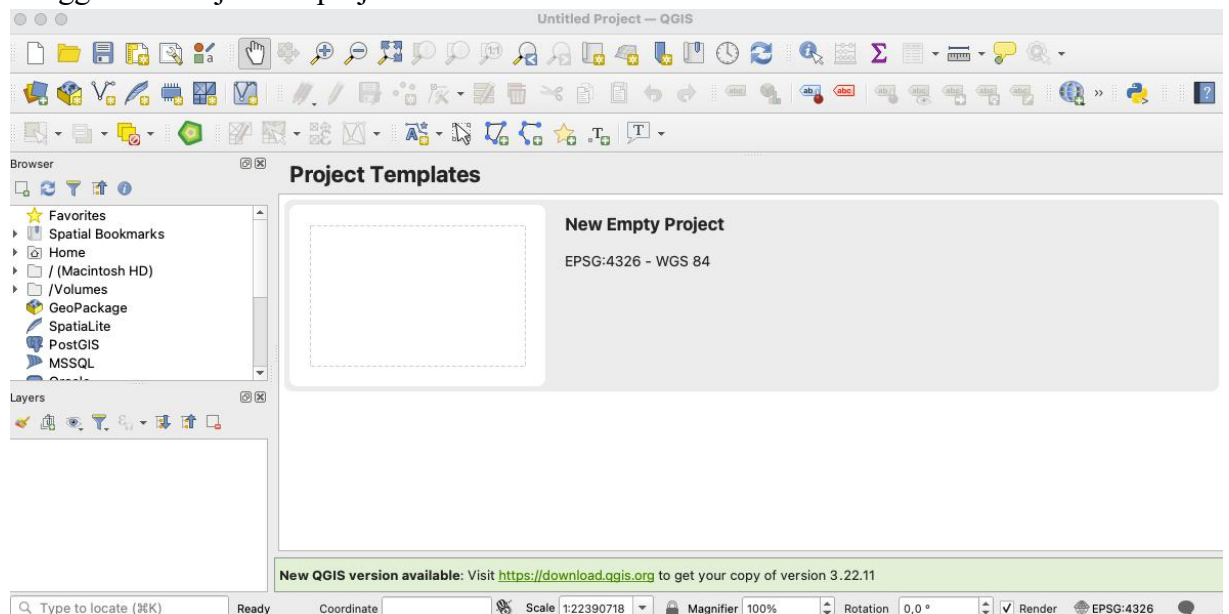 Untitled Project — QGIS
Browser
Project Templates
Favorites
Spatial Bookmarks
Home
/ (Macintosh HD)
/Volumes
GeoPackage
SpatiaLite
PostGIS
MSSQL
New Empty Project
EPSG:4326 - WGS 84
Layers
New QGIS version available: Visit https://download.qgis.org to get your copy of version 3.22.11
Type to locate (⌘K) Ready Coordinate Scale 1:22390718 Magnifier 100% Rotation 0,0 ° Render EPSG:4326